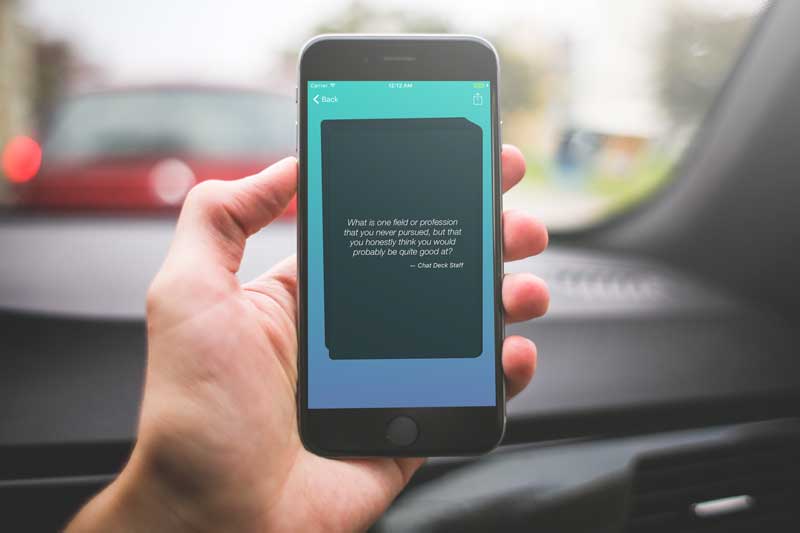 Carrier 12:12 AM
Back
What is one field or profession
that you never pursued, but that
you honestly think you would
probably be quite good at?
— Chat Deck Staff